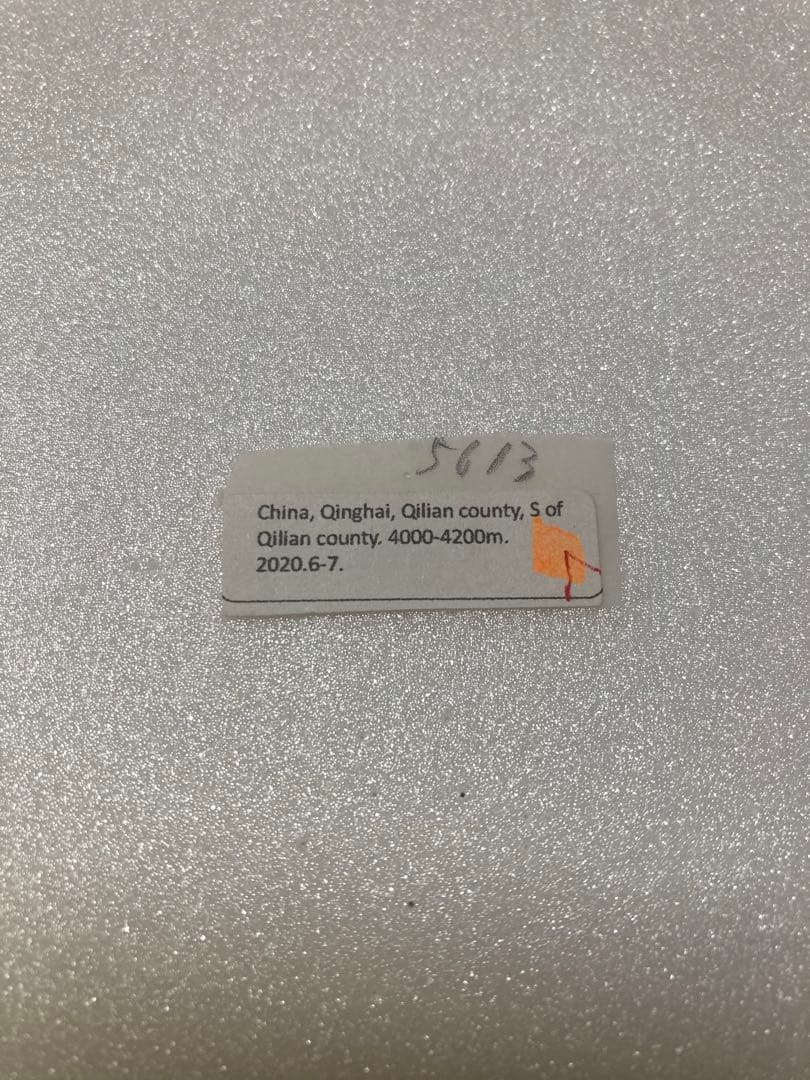 5613
China, Qinghai, Qilian county, S of
Qilian county. 4000-4200m.
2020.6-7.